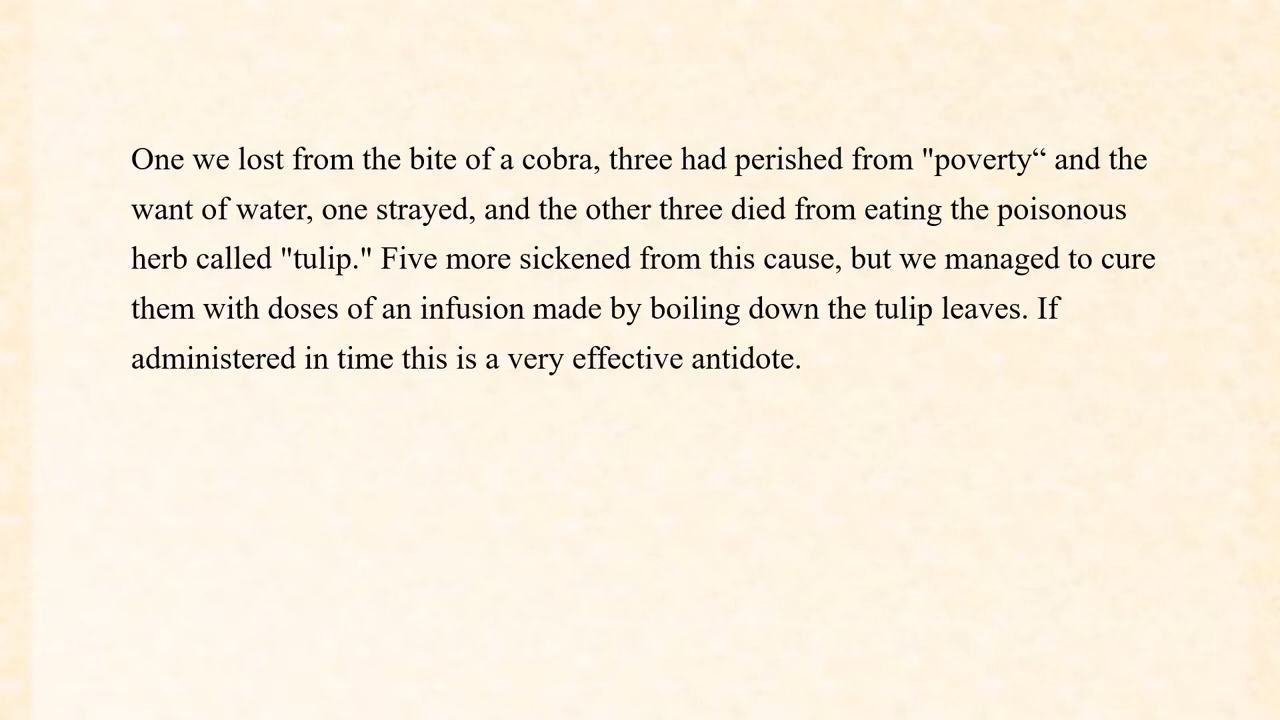 One we lost from the bite of a cobra, three had perished from "poverty“ and the
want of water, one strayed, and the other three died from eating the poisonous
herb called "tulip." Five more sickened from this cause, but we managed to cure
them with doses of an infusion made by boiling down the tulip leaves. If
administered in time this is a very effective antidote.